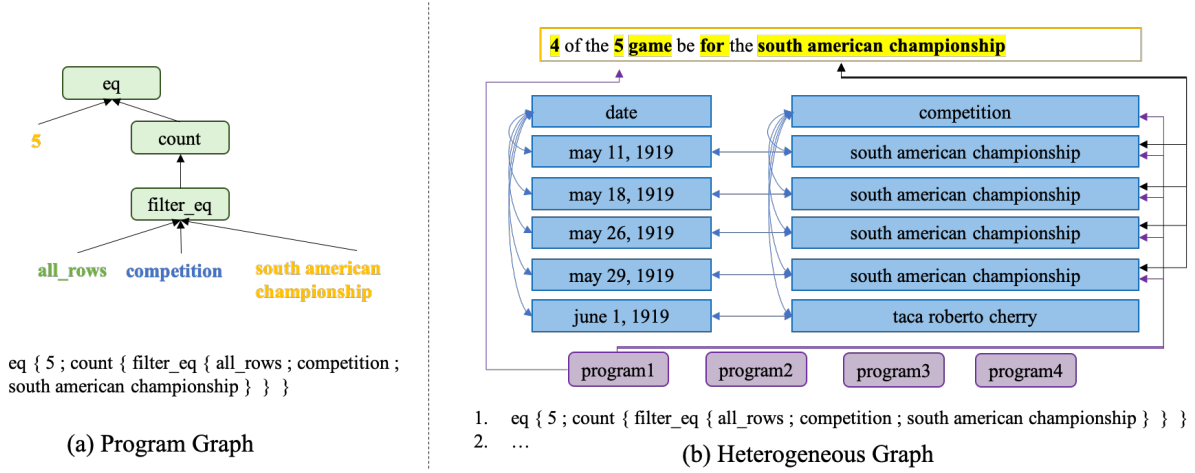 eq
5
count
filter_eq
all_rows
competition
south american
championship
eq { 5 ; count { filter_eq { all_rows ; competition ;
south american championship } } }
(a) Program Graph
4 of the 5 game be for the south american championship
date
competition
may 11, 1919
south american championship
may 18, 1919
south american championship
may 26, 1919
south american championship
may 29, 1919
south american championship
june 1, 1919
taca roberto cherry
program1
program2
program3
program4
1. eq { 5 ; count { filter_eq { all_rows ; competition ; south american championship } } }
2. …
(b) Heterogeneous Graph